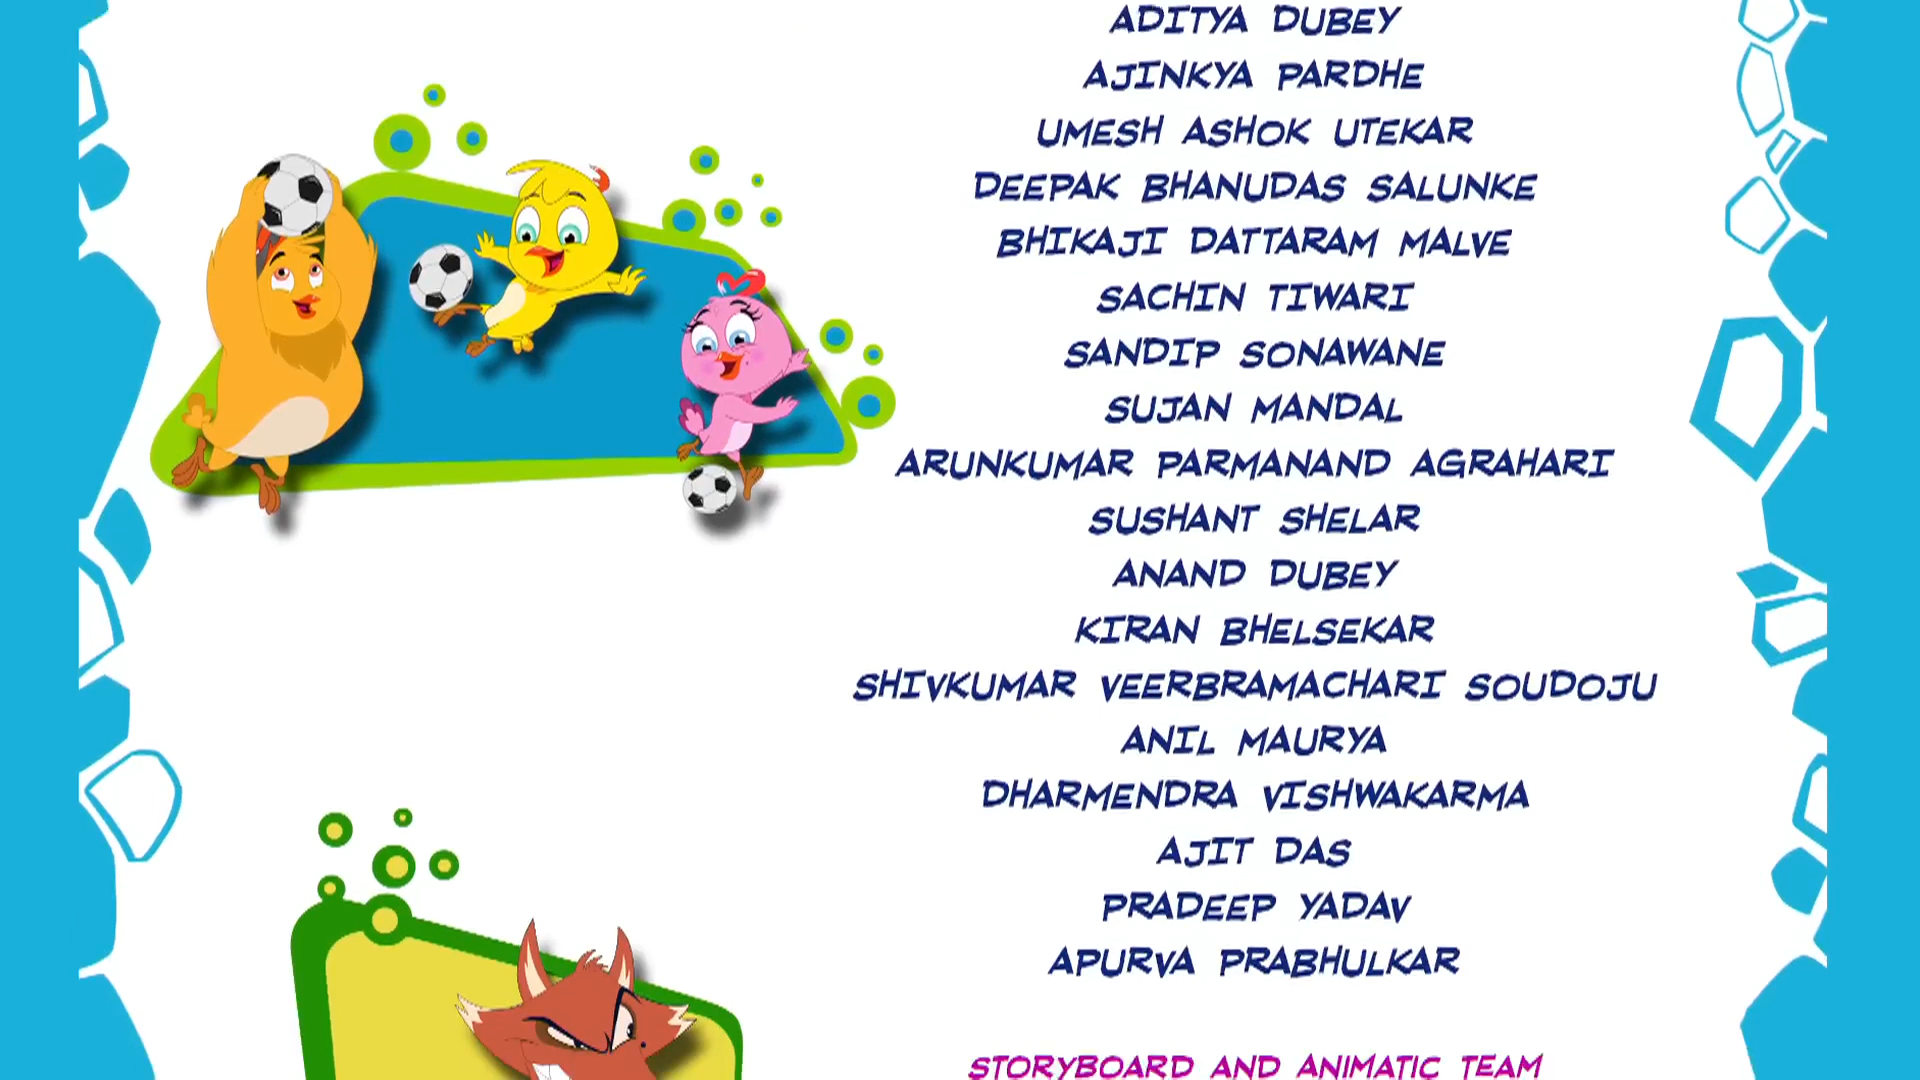 ADITYA DUBEY
AJINKYA PARDHE
UMESH ASHOK UTEKAR
DEEPAK BHANUDAS SALUNKE
BHIKAJI DATTARAM MALVE
SACHIN TIWARI
SANDIP SONAWANE
SUJAN MANDAL
ARUNKUMAR PARMANAND AGRAHARI
SUSHANT SHELAR
ANAND DUBEY
KIRAN BHELSEKAR
SHIVKUMAR VEERBRAMACHARI SOUDOJU
ANIL MAURYA
DHARMENDRA VISHWAKARMA
AJIT DAS
PRADEEP YADAV
APURVA PRABHULKAR
STORYBOARD AND ANIMATIC TEAM